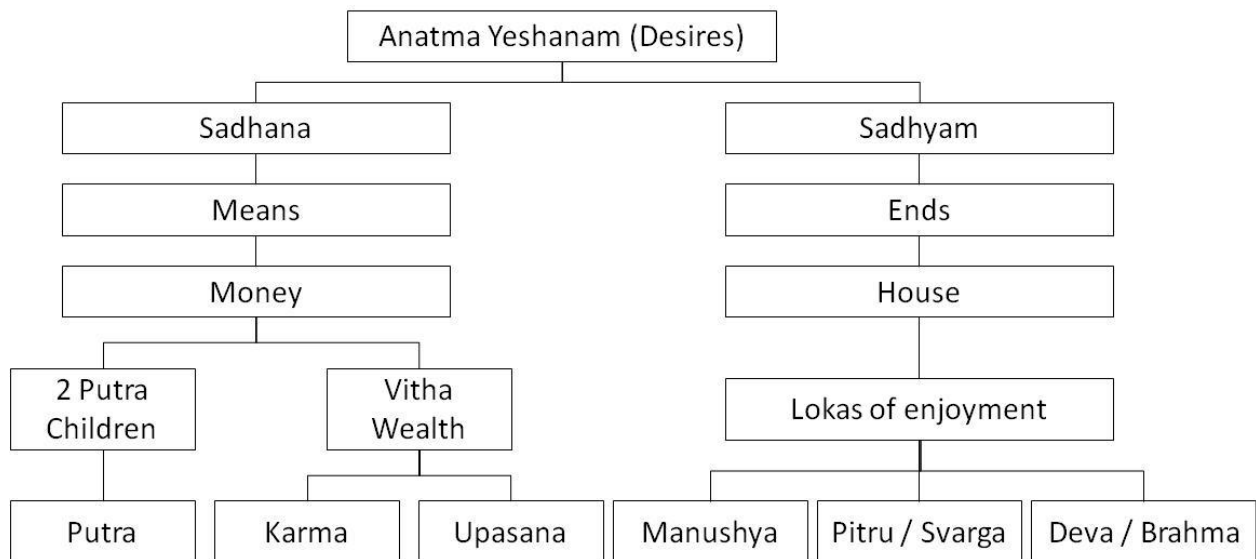 Anatma Yeshanam (Desires)
Sadhana
Sadhyam
Means
Ends
Money
House
2 Putra
Children
Vitha
Wealth
Lokas of enjoyment
Putra
Karma
Upasana
Manushya
Pitru / Svarga
Deva / Brahma